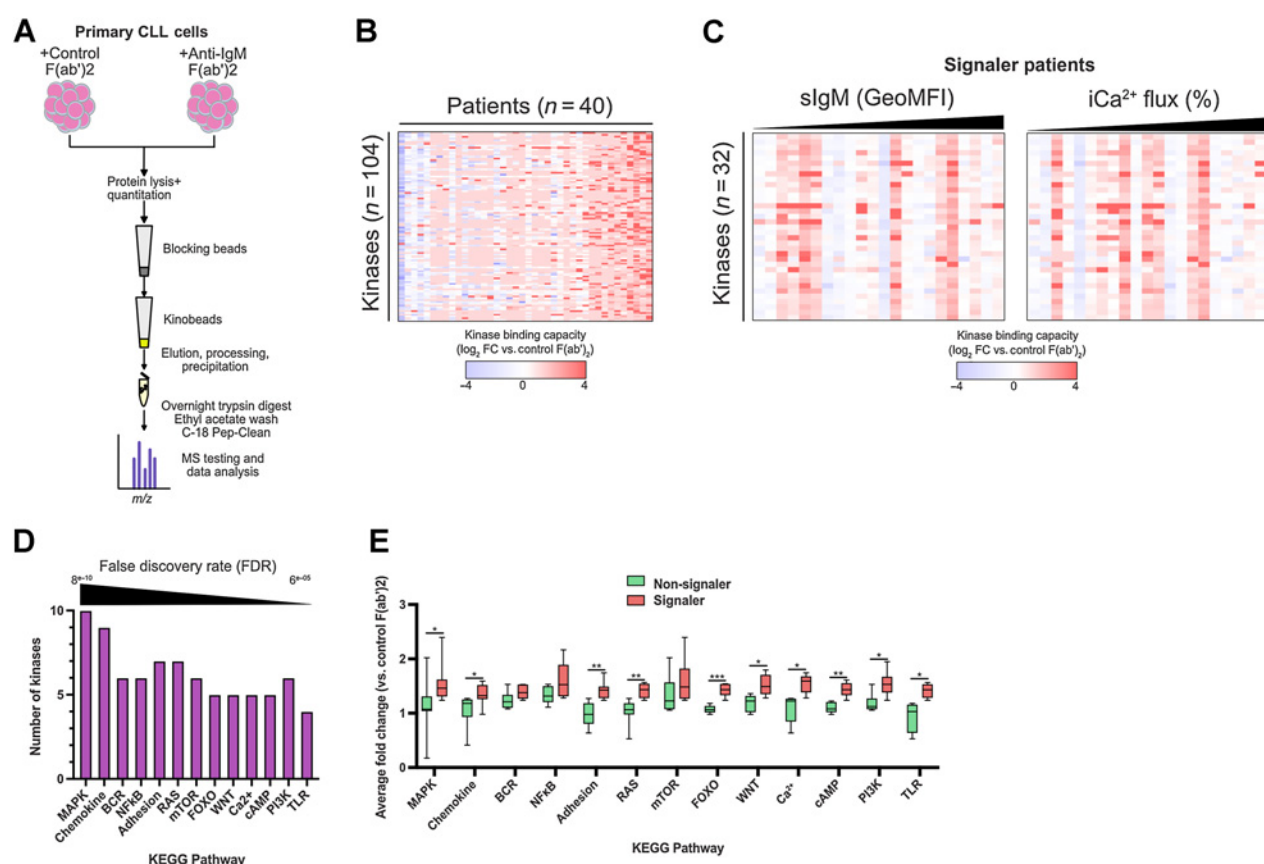 A
Primary CLL cells
+Control
F(ab')2
+Anti-IgM
F(ab')2
Protein lysis+
quantitation
Blocking beads
Kinobeads
Elution, processing,
precipitation
Overnight trypsin digest
Ethyl acetate wash
C-18 Pep-Clean
MS testing and
data analysis
m/z
B
Patients (n = 40)
Kinases (n = 104)
Kinase binding capacity
(log₂ FC vs. control F(ab')₂)
−4 0 4
C
Signaler patients
sIgM (GeoMFI)
iCa²⁺ flux (%)
Kinases (n = 32)
Kinase binding capacity
(log₂ FC vs. control F(ab')₂)
−4 0 4
D
False discovery rate (FDR)
8ᵉ⁻¹⁰ 6ᵉ⁻⁰⁵
Number of kinases
10
5
0
MAPK
Chemokine
BCR
NFkB
Adhesion
RAS
mTOR
FOXO
WNT
Ca2+
cAMP
PI3K
TLR
KEGG Pathway
E
Non-signaler
Signaler
Average fold change (vs. control F(ab')2)
3
2
1
0
* * ** ** *** * * ** * *
MAPK
Chemokine
BCR
NFκB
Adhesion
RAS
mTOR
FOXO
WNT
Ca²⁺
cAMP
PI3K
TLR
KEGG Pathway